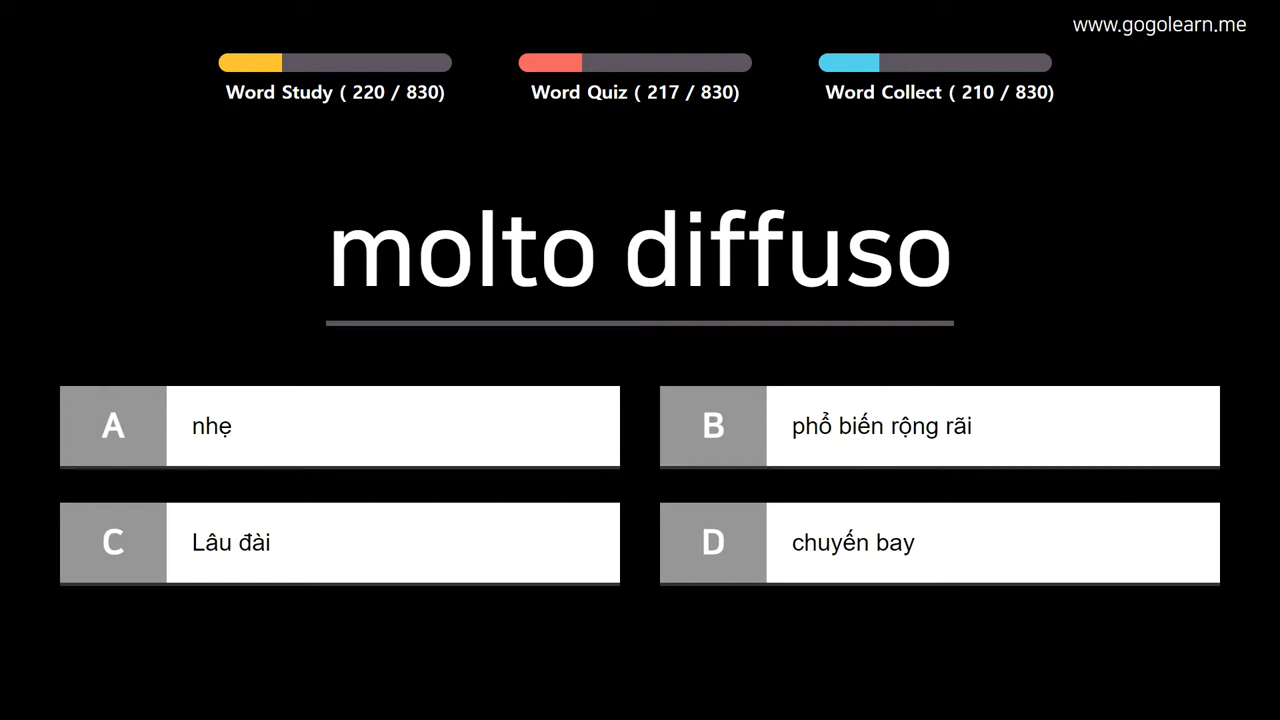 www.gogolearn.me
Word Study ( 220 / 830)
Word Quiz ( 217 / 830)
Word Collect ( 210 / 830)
molto diffuso
A nhẹ
B phổ biến rộng rãi
C Lâu đài
D chuyến bay